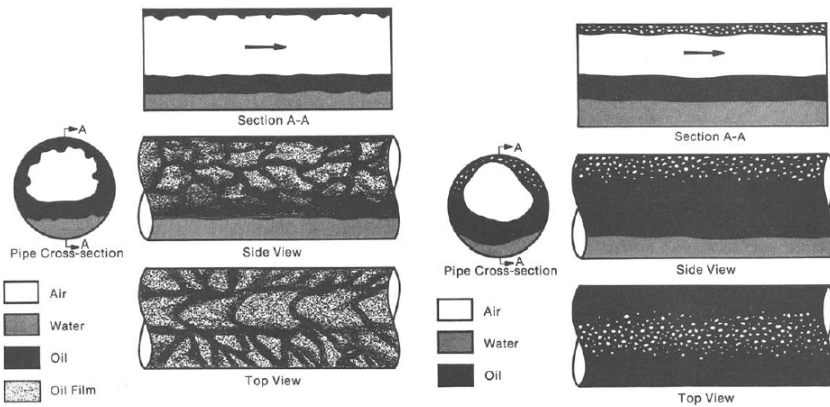 Section A-A
A
A
Pipe Cross-section
Side View
Air
Water
Oil
Oil Film
Top View
Section A-A
A
A
Pipe Cross-section
Side View
Air
Water
Oil
Top View